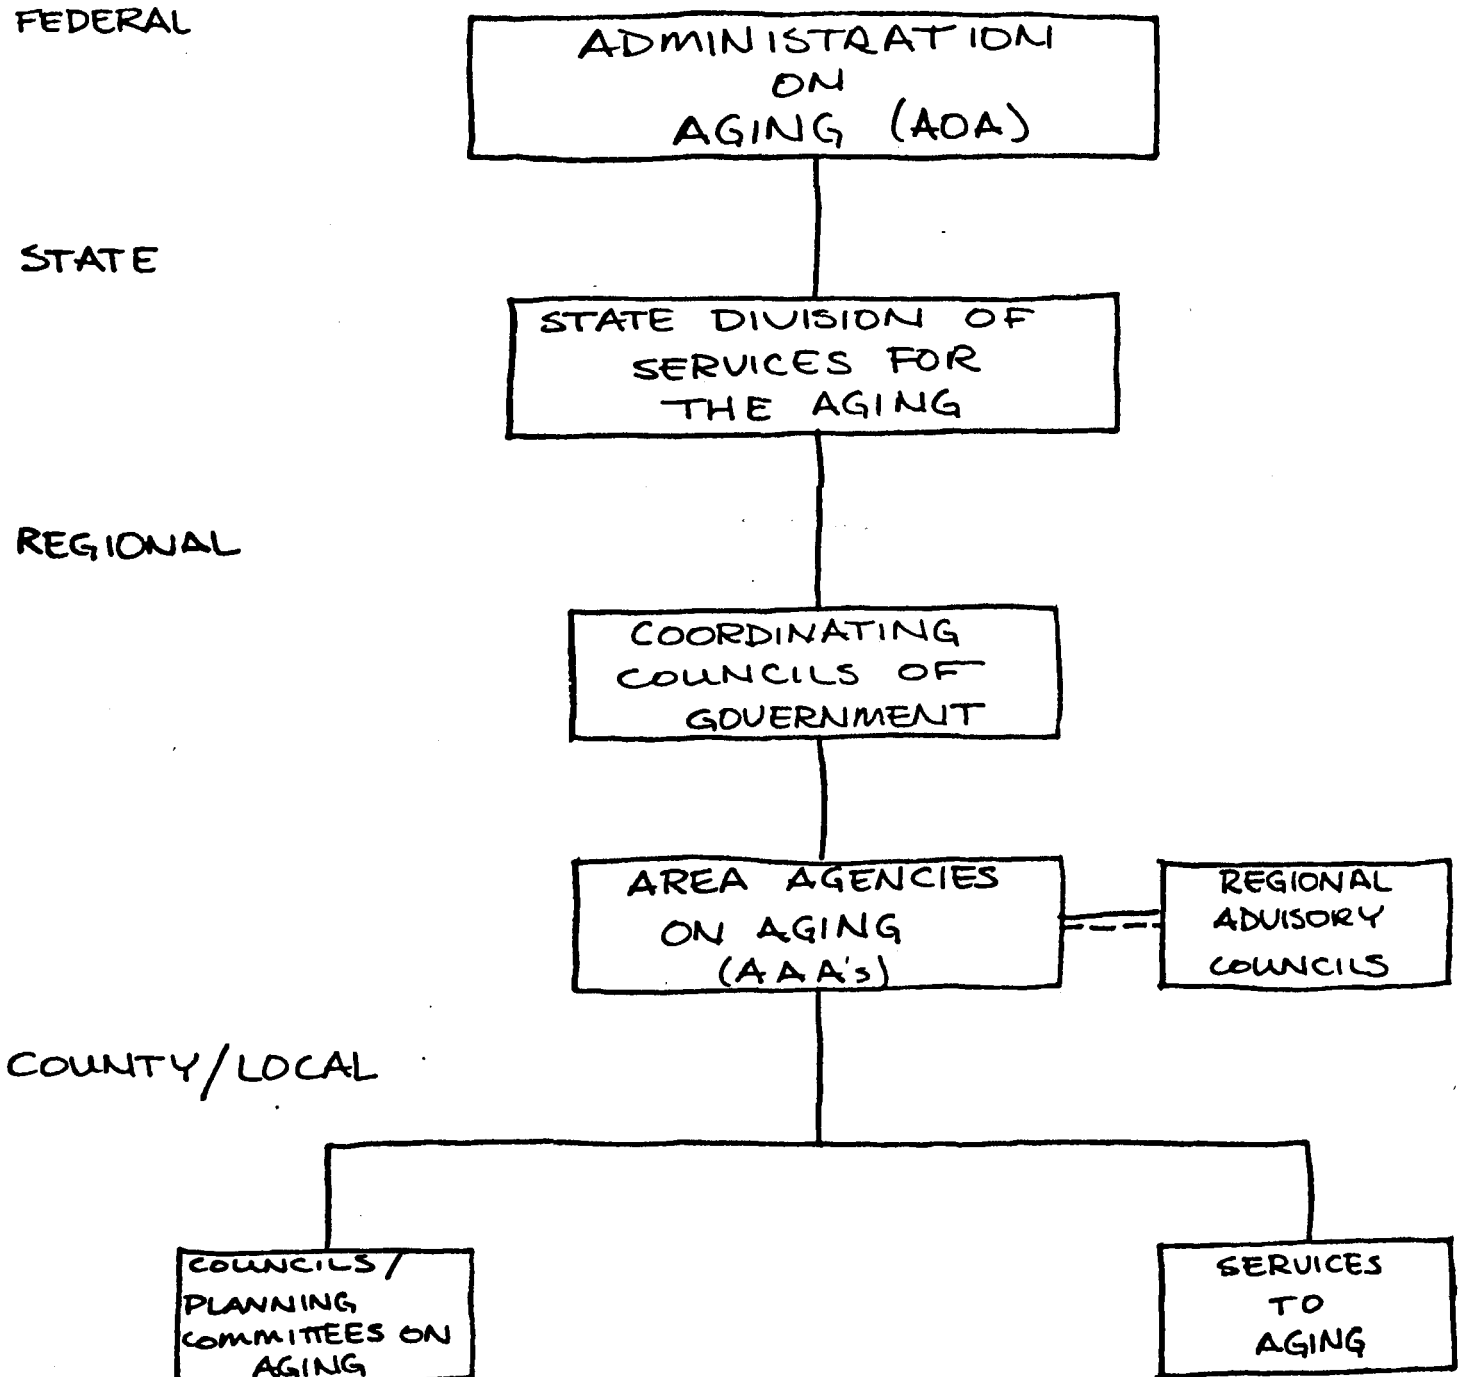 FEDERAL
ADMINISTRATION
ON
AGING (AOA)
STATE
STATE DIVISION OF
SERVICES FOR
THE AGING
REGIONAL
COORDINATING
COUNCILS OF
GOVERNMENT
AREA AGENCIES
ON AGING
(AAA's)
REGIONAL
ADVISORY
COUNCILS
COUNTY/LOCAL
COUNCILS/
PLANNING
COMMITTEES ON
AGING
SERVICES
TO
AGING